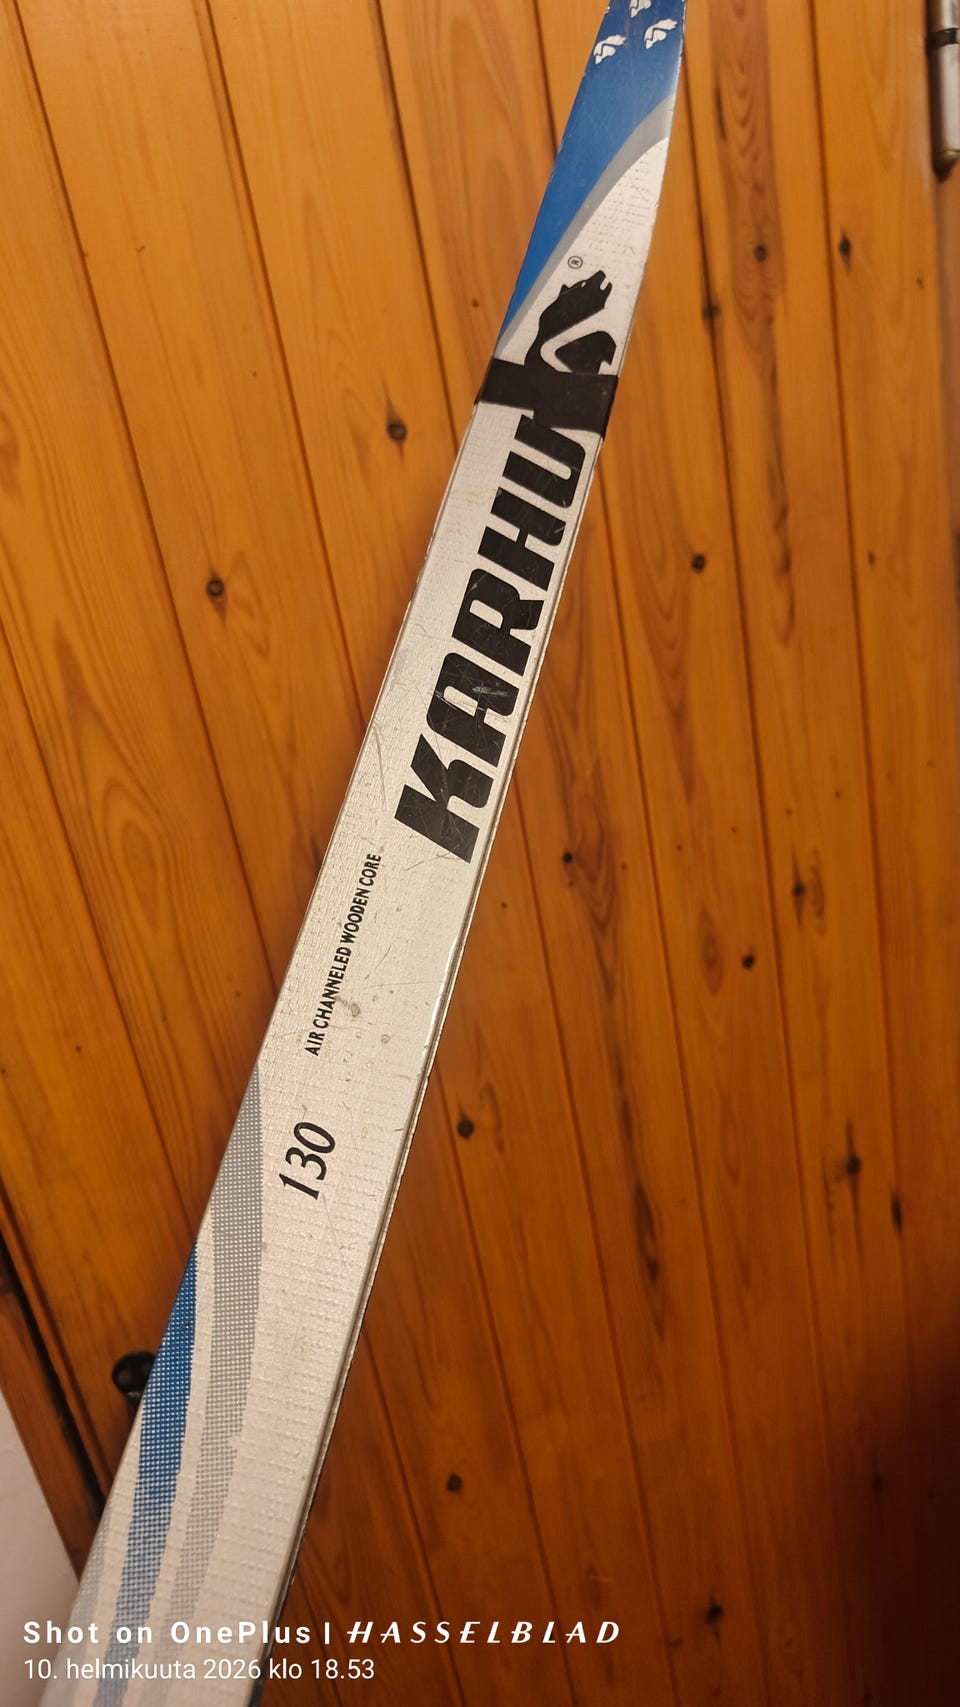 ®
KARHU
AIR CHANNELED WOODEN CORE
130
Shot on OnePlus | HASSELBLAD
10. helmikuuta 2026 klo 18.53